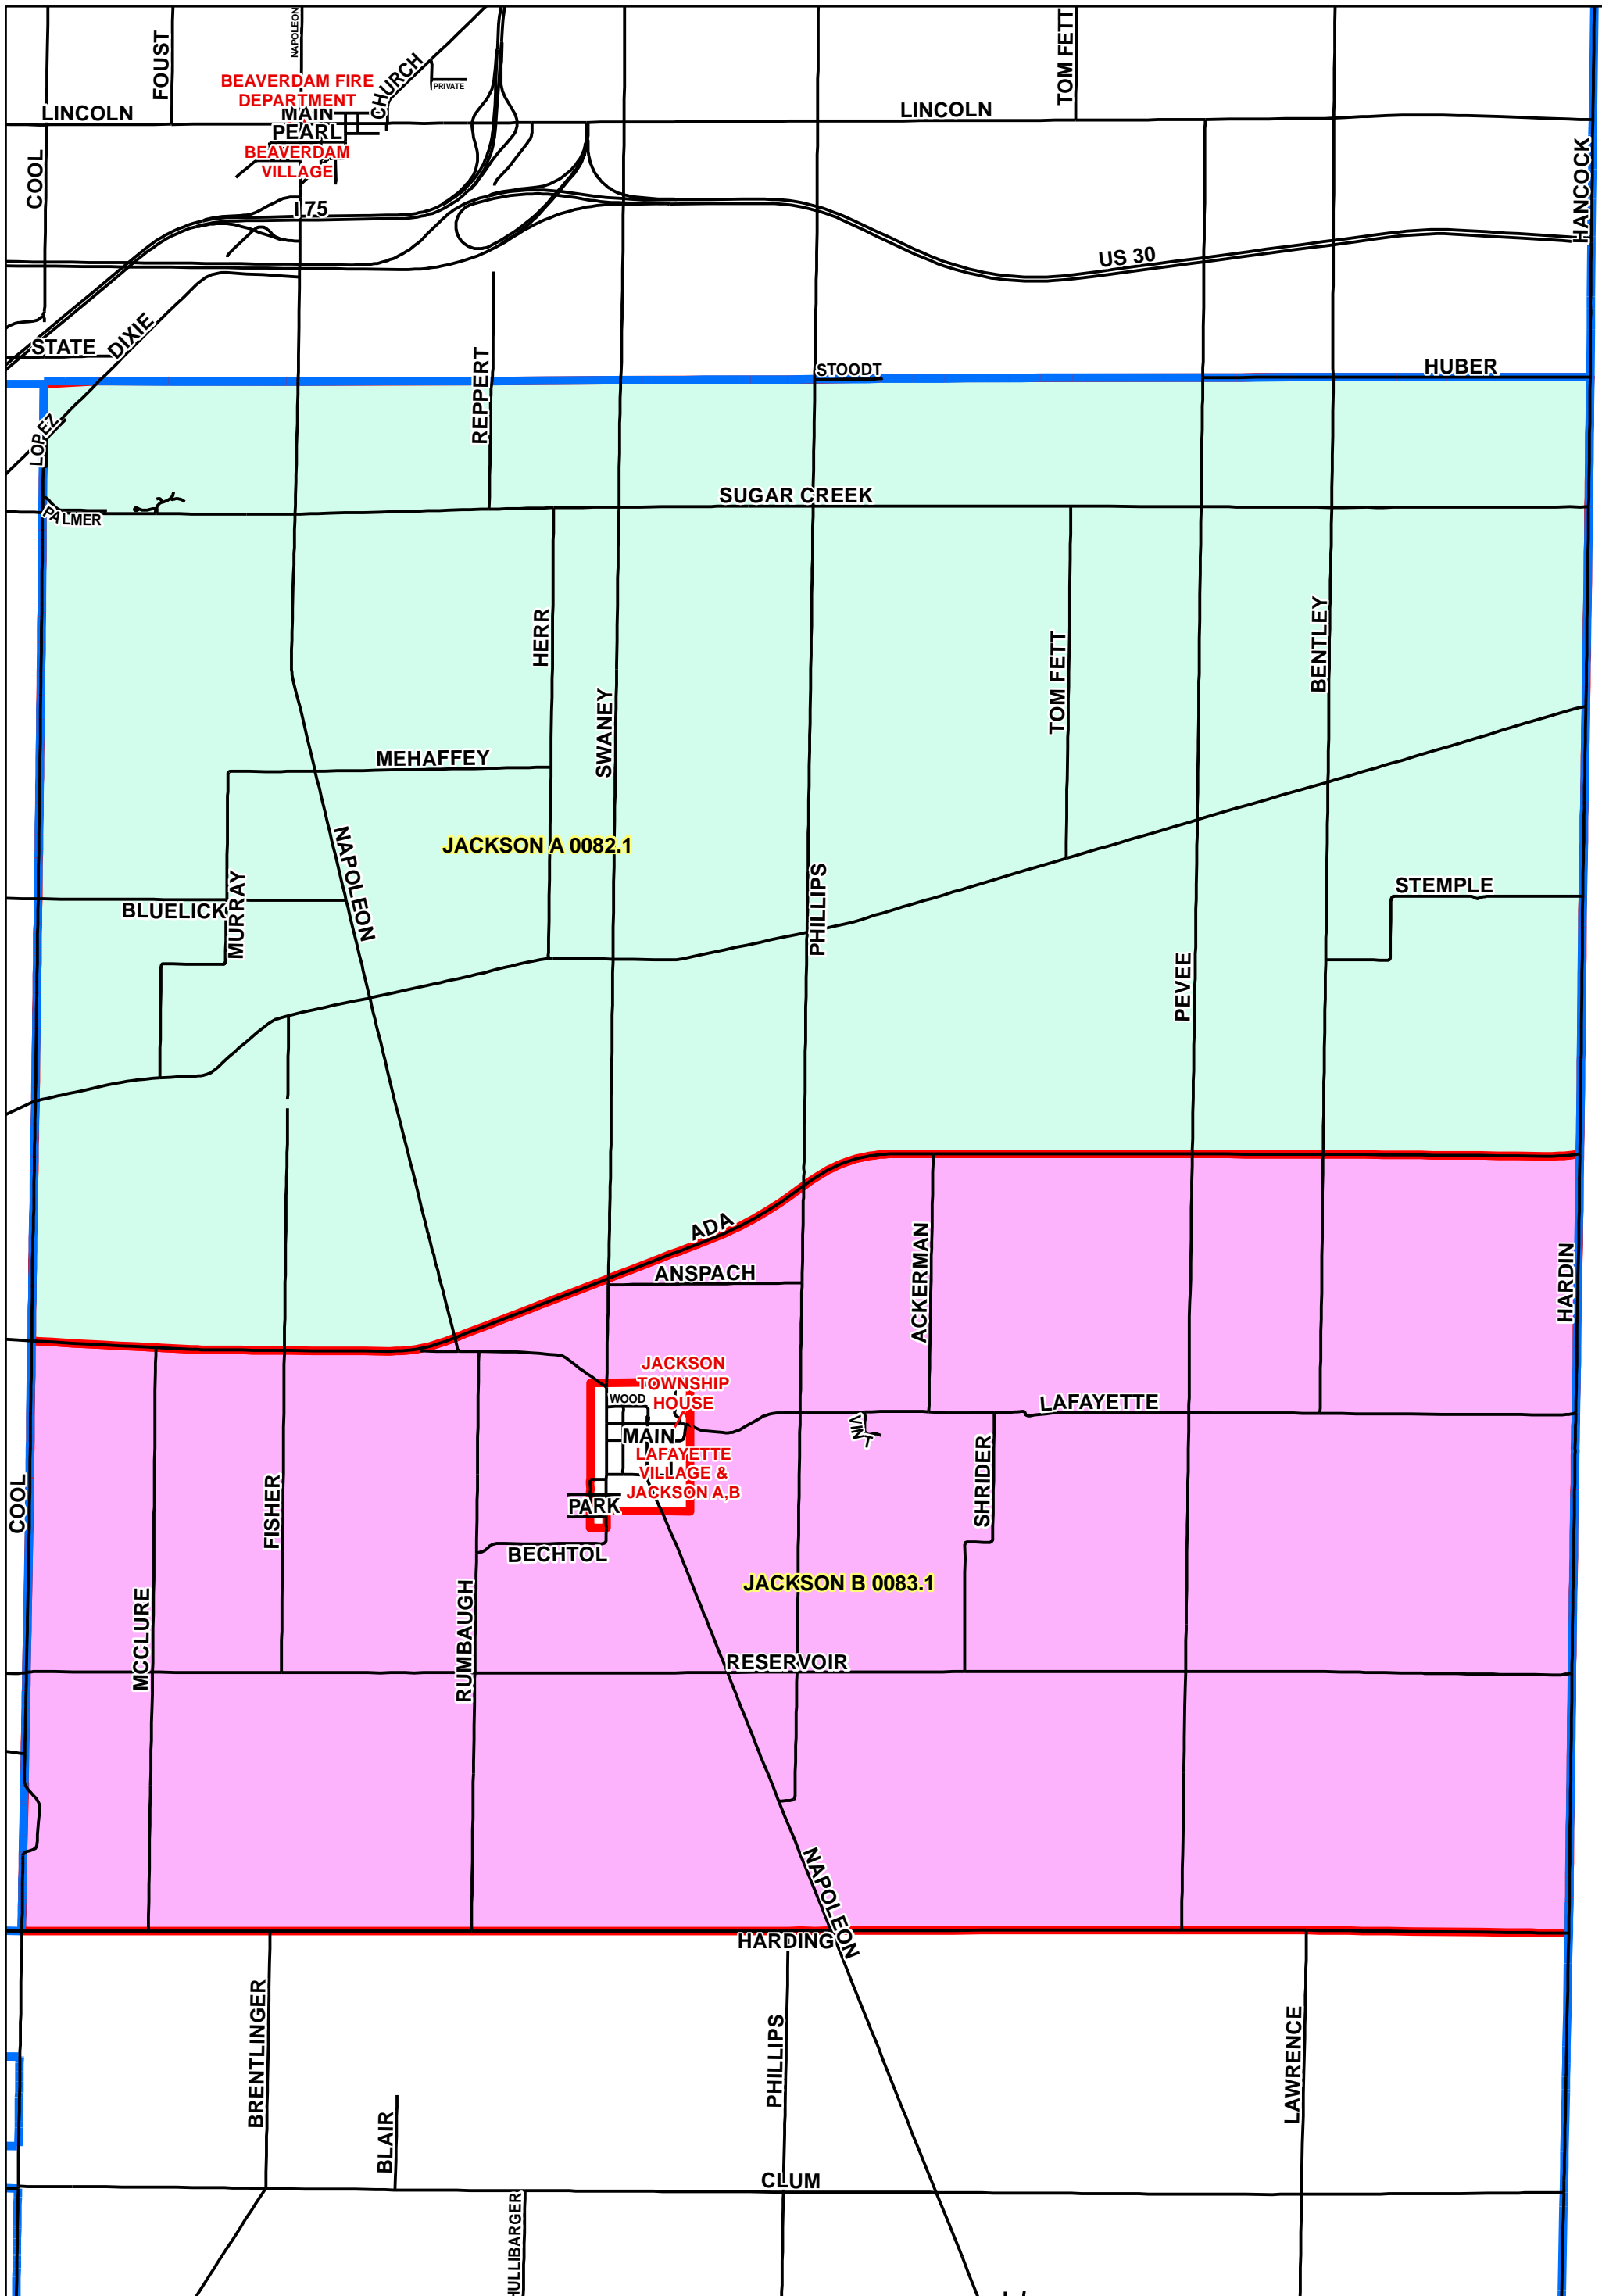 NAPOLEON
FOUST
TOM FETT
CHURCH
BEAVERDAM FIRE
DEPARTMENT
PRIVATE
LINCOLN
MAIN
LINCOLN
PEARL
BEAVERDAM
VILLAGE
COOL
HANCOCK
I 75
US 30
STATE
DIXIE
REPPERT
STOODT
HUBER
LOPEZ
SUGAR CREEK
PALMER
HERR
TOM FETT
BENTLEY
SWANEY
MEHAFFEY
NAPOLEON
JACKSON A 0082.1
PHILLIPS
STEMPLE
BLUELICK
MURRAY
PEVEE
ADA
ANSPACH
ACKERMAN
HARDIN
JACKSON
TOWNSHIP
HOUSE
WOOD
LAFAYETTE
VINT
MAIN
LAFAYETTE
VILLAGE &
JACKSON A,B
SHRIDER
COOL
FISHER
PARK
BECHTOL
JACKSON B 0083.1
MCCLURE
RUMBAUGH
RESERVOIR
NAPOLEON
HARDING
BRENTLINGER
PHILLIPS
LAWRENCE
BLAIR
CLUM
HULLIBARGER